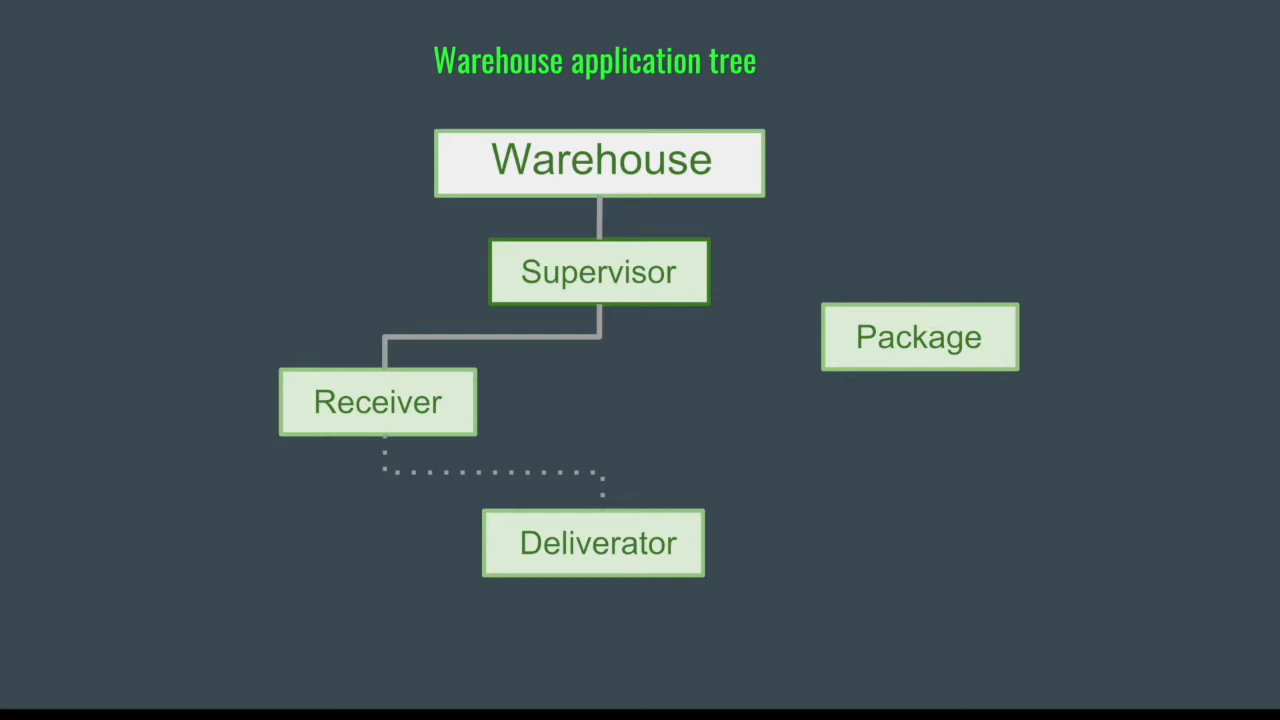 Warehouse application tree
Warehouse
Supervisor
Package
Receiver
Deliverator